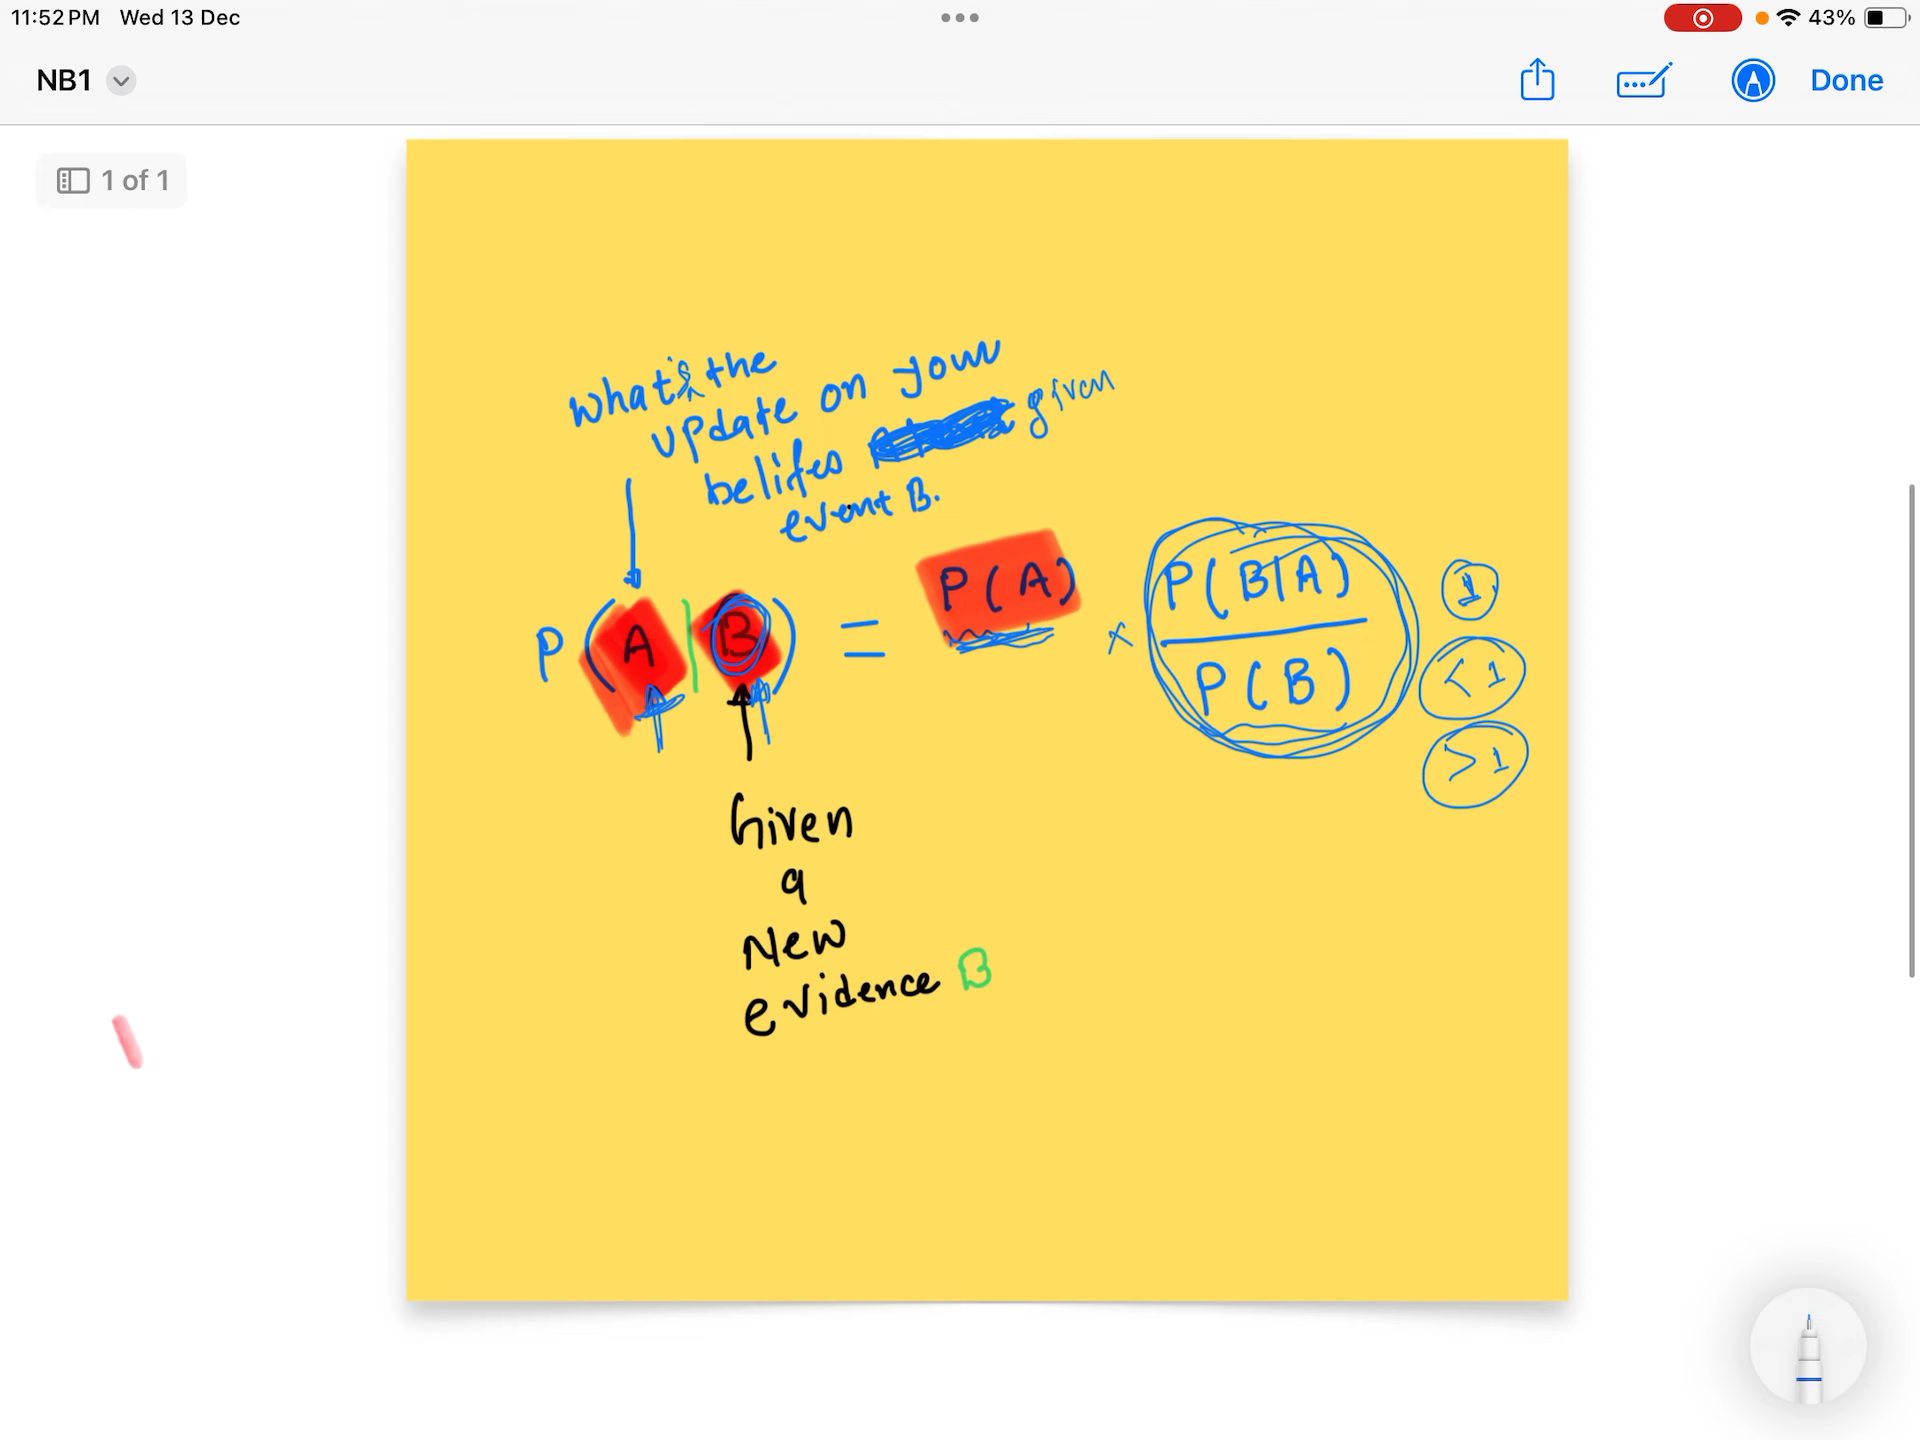 11:52 PM Wed 13 Dec
43%
NB1
Done
1 of 1
what's the
update on your
belifes given
event B.
P(A|B) = P(A) × P(B|A)
P(B)
1
< 1
> 1
Given
a
New
evidence B